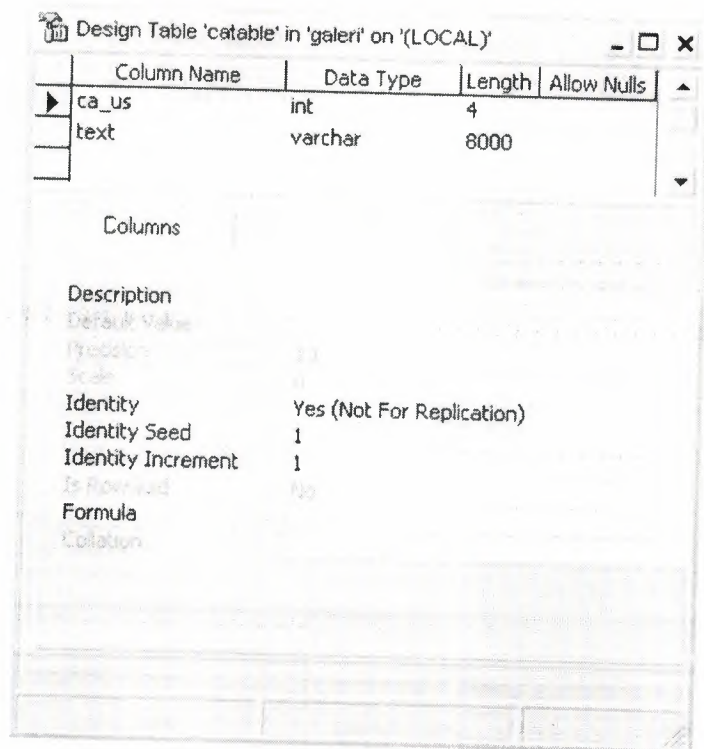 Design Table 'catable' in 'galeri' on '(LOCAL)'
Column Name Data Type Length Allow Nulls
ca_us int 4
text varchar 8000
Columns
Description
Default Value
Precision 10
Scale 0
Identity Yes (Not For Replication)
Identity Seed 1
Identity Increment 1
Is RowGuid No
Formula
Collation